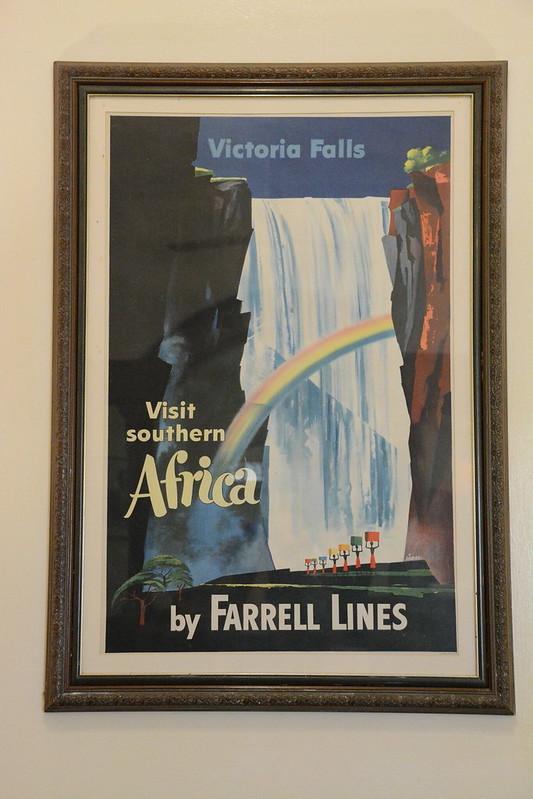 Victoria Falls
Visit
southern
Africa
by FARRELL LINES